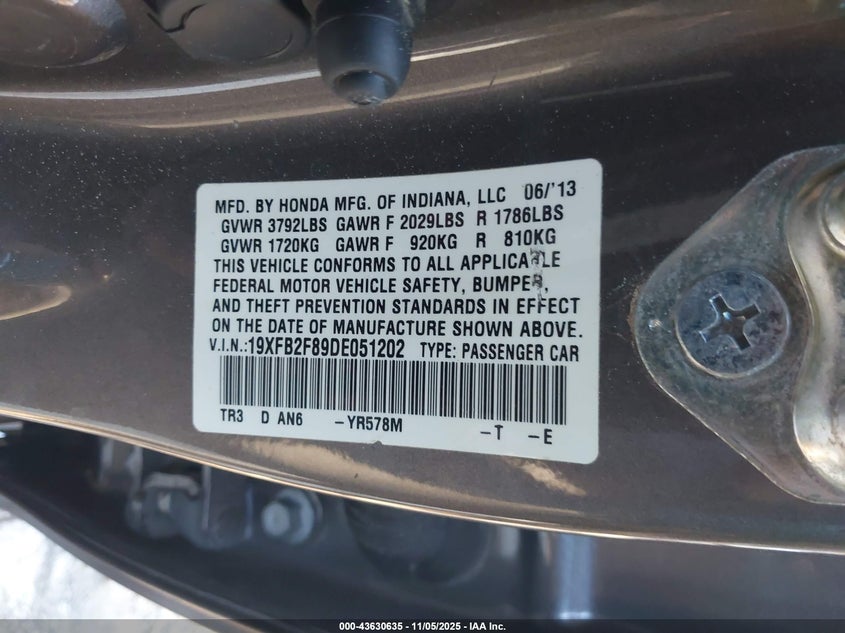 MFD. BY HONDA MFG. OF INDIANA, LLC 06/'13
GVWR 3792LBS GAWR F 2029LBS R 1786LBS
GVWR 1720KG GAWR F 920KG R 810KG
THIS VEHICLE CONFORMS TO ALL APPLICABLE
FEDERAL MOTOR VEHICLE SAFETY, BUMPER,
AND THEFT PREVENTION STANDARDS IN EFFECT
ON THE DATE OF MANUFACTURE SHOWN ABOVE.
V.I.N.:19XFB2F89DE051202 TYPE: PASSENGER CAR
TR3 D AN6 -YR578M -T -E
000-43630635 - 11/05/2025 - IAA Inc.